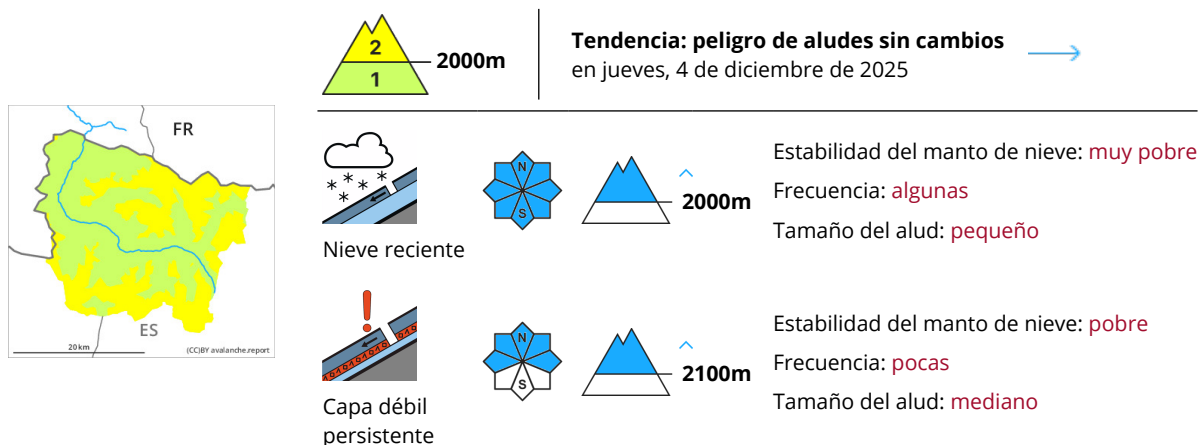 2
1
2000m
Tendencia: peligro de aludes sin cambios
en jueves, 4 de diciembre de 2025
FR
ES
20 km
(CC)BY avalanche.report
N
S
2000m
Nieve reciente
Estabilidad del manto de nieve: muy pobre
Frecuencia: algunas
Tamaño del alud: pequeño
N
S
2100m
Capa débil
persistente
Estabilidad del manto de nieve: pobre
Frecuencia: pocas
Tamaño del alud: mediano